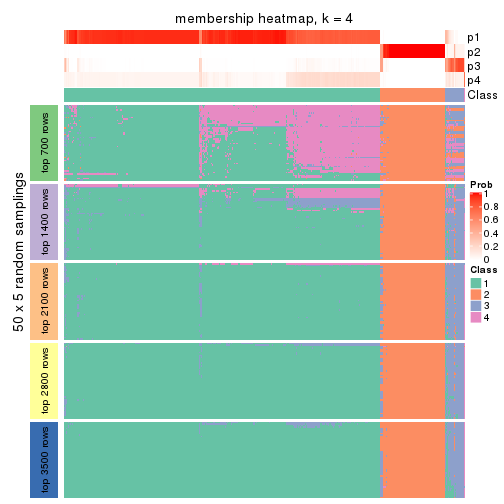 membership heatmap, k = 4
p1
p2
p3
p4
Class
50 x 5 random samplings
top 700 rows
top 1400 rows
top 2100 rows
top 2800 rows
top 3500 rows
Prob
1
0.8
0.6
0.4
0.2
0
Class
1
2
3
4